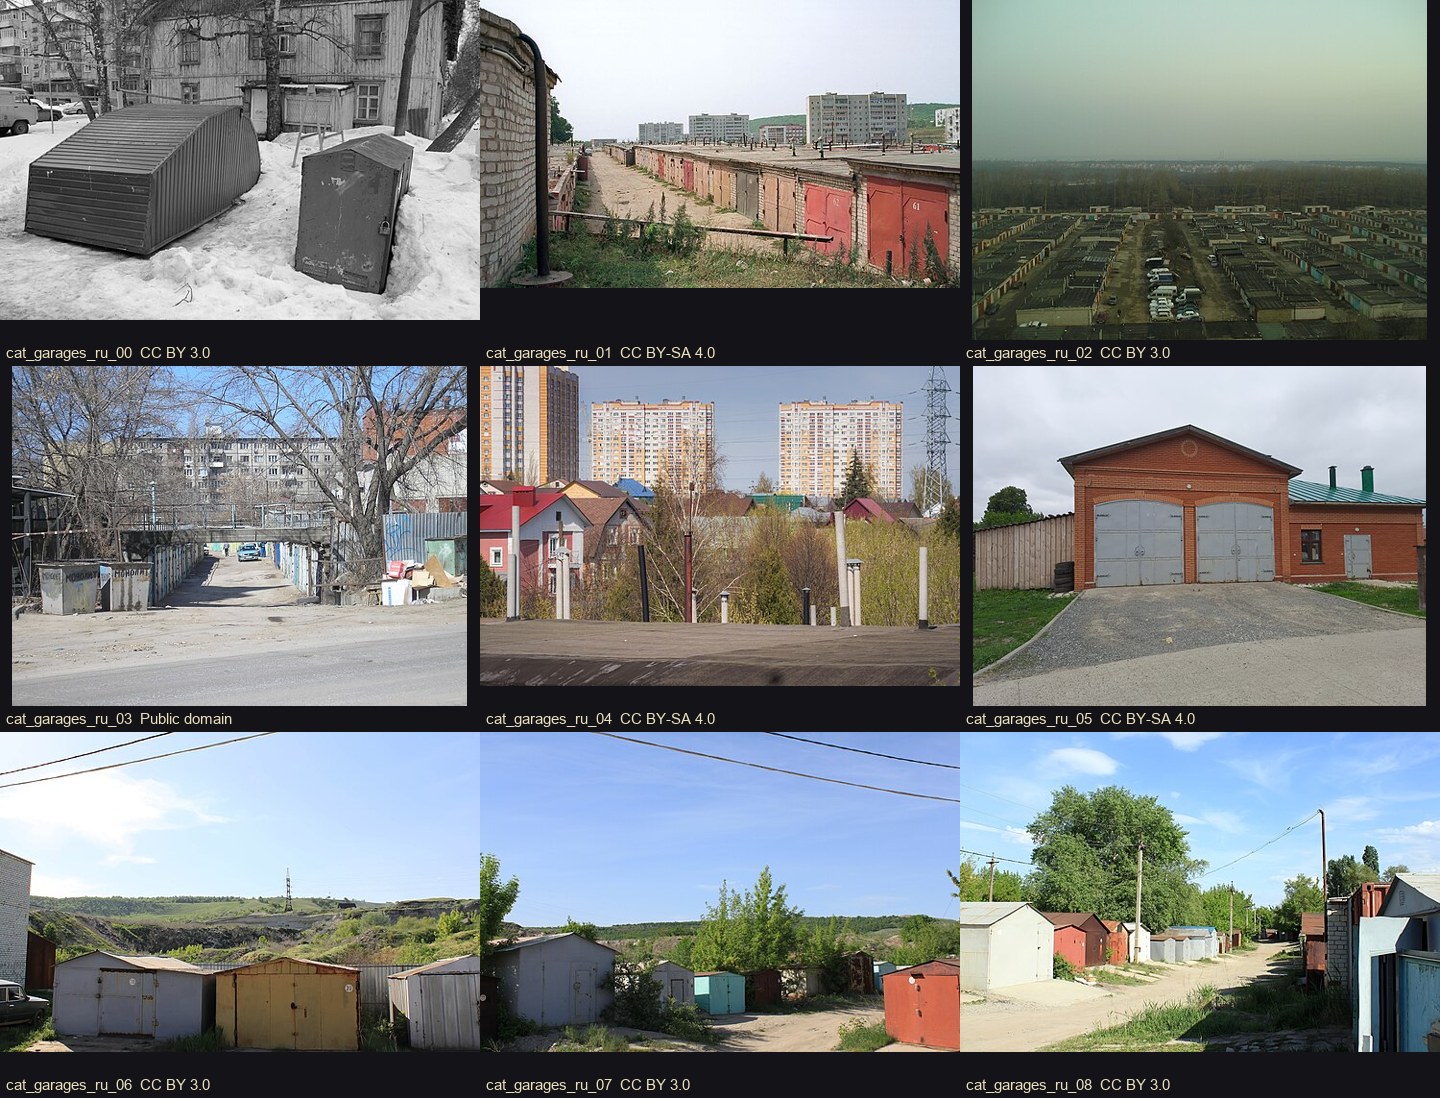 cat_garages_ru_00 CC BY 3.0
cat_garages_ru_01 CC BY-SA 4.0
cat_garages_ru_02 CC BY 3.0
62
61
cat_garages_ru_03 Public domain
cat_garages_ru_04 CC BY-SA 4.0
cat_garages_ru_05 CC BY-SA 4.0
cat_garages_ru_06 CC BY 3.0
cat_garages_ru_07 CC BY 3.0
cat_garages_ru_08 CC BY 3.0